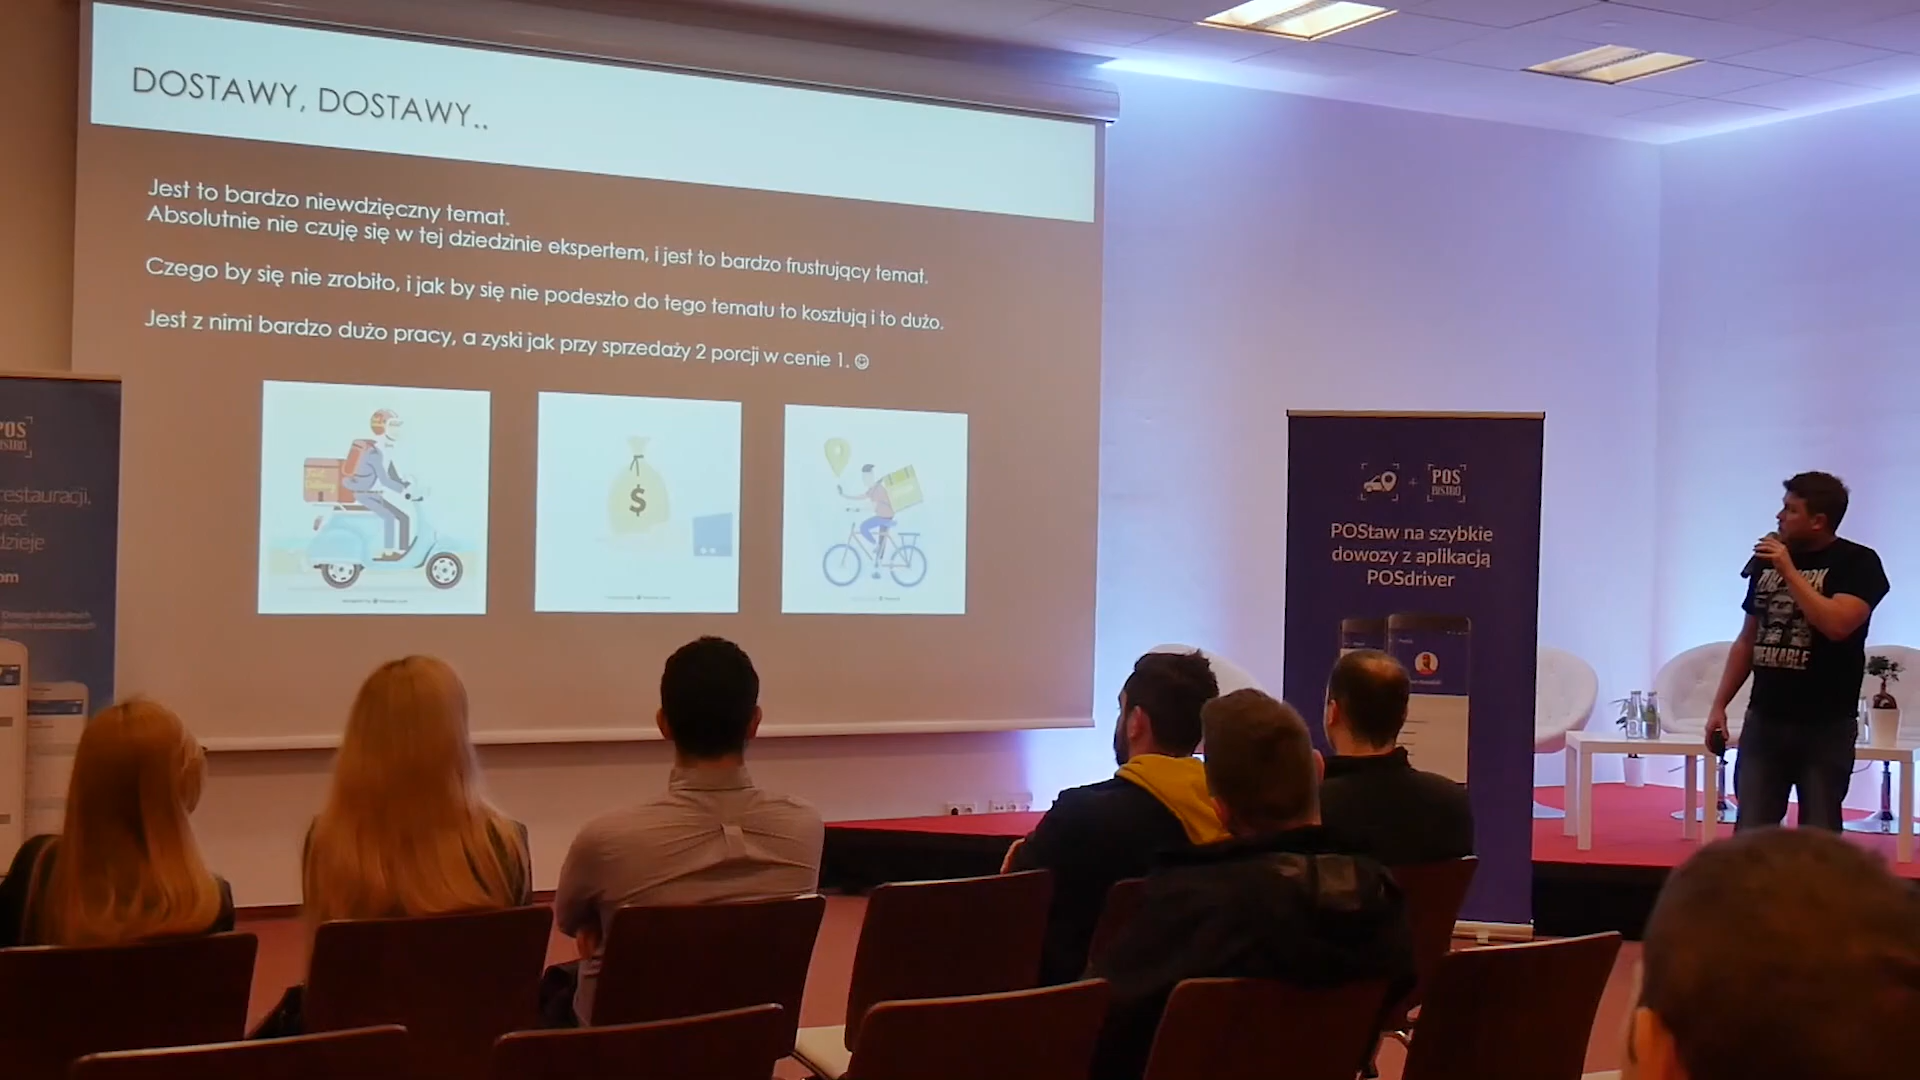 DOSTAWY, DOSTAWY..
Jest to bardzo niewdzięczny temat.
Absolutnie nie czuję się w tej dziedzinie ekspertem, i jest to bardzo frustrujący temat.
Czego by się nie zrobiło, i jak by się nie podeszło do tego tematu to kosztują i to dużo.
Jest z nimi bardzo dużo pracy, a zyski jak przy sprzedaży 2 porcji w cenie 1. ☺
$
POS
restauracji,
dzieje
om
+ POS
BISTRO
POStaw na szybkie
dowozy z aplikacją
POSdriver